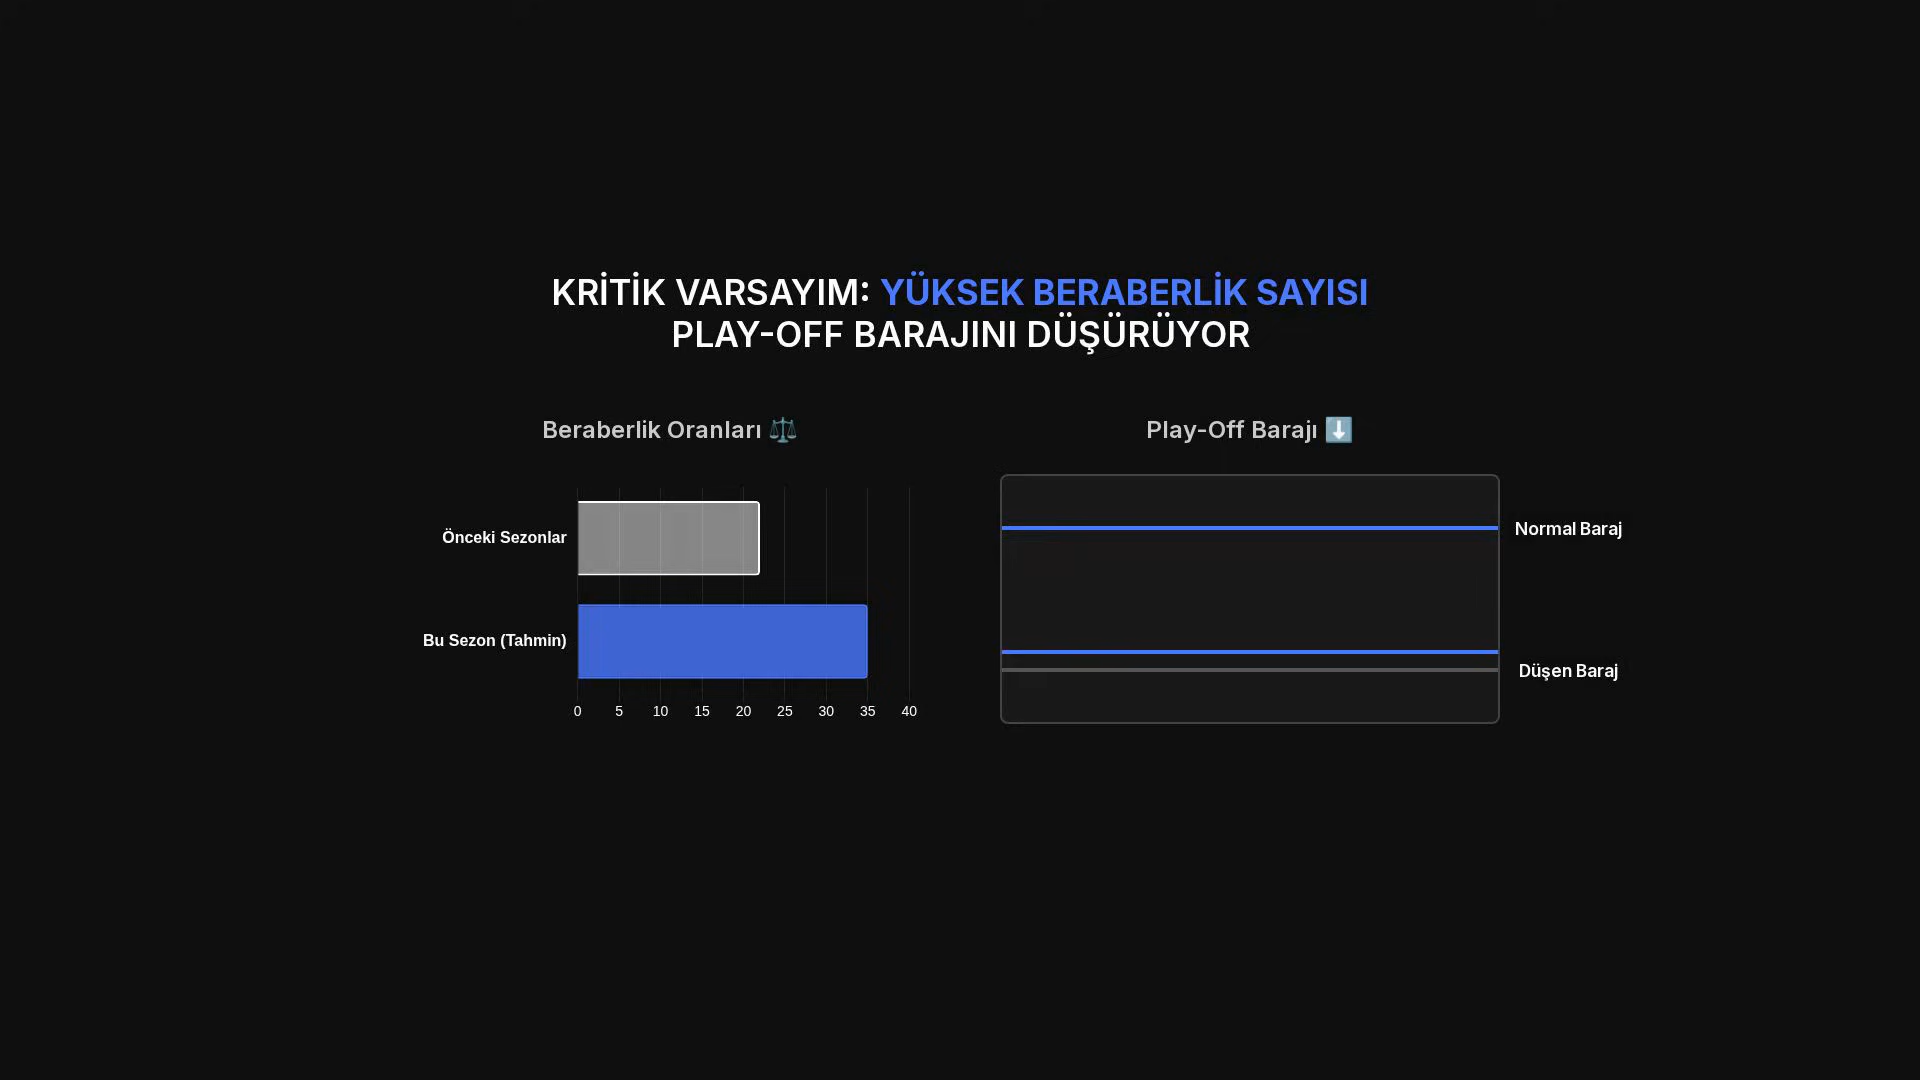 KRİTİK VARSAYIM: YÜKSEK BERABERLİK SAYISI
PLAY-OFF BARAJINI DÜŞÜRÜYOR
Beraberlik Oranları ⚖️
Önceki Sezonlar
Bu Sezon (Tahmin)
0 5 10 15 20 25 30 35 40
Play-Off Barajı ⬇️
Normal Baraj
Düşen Baraj